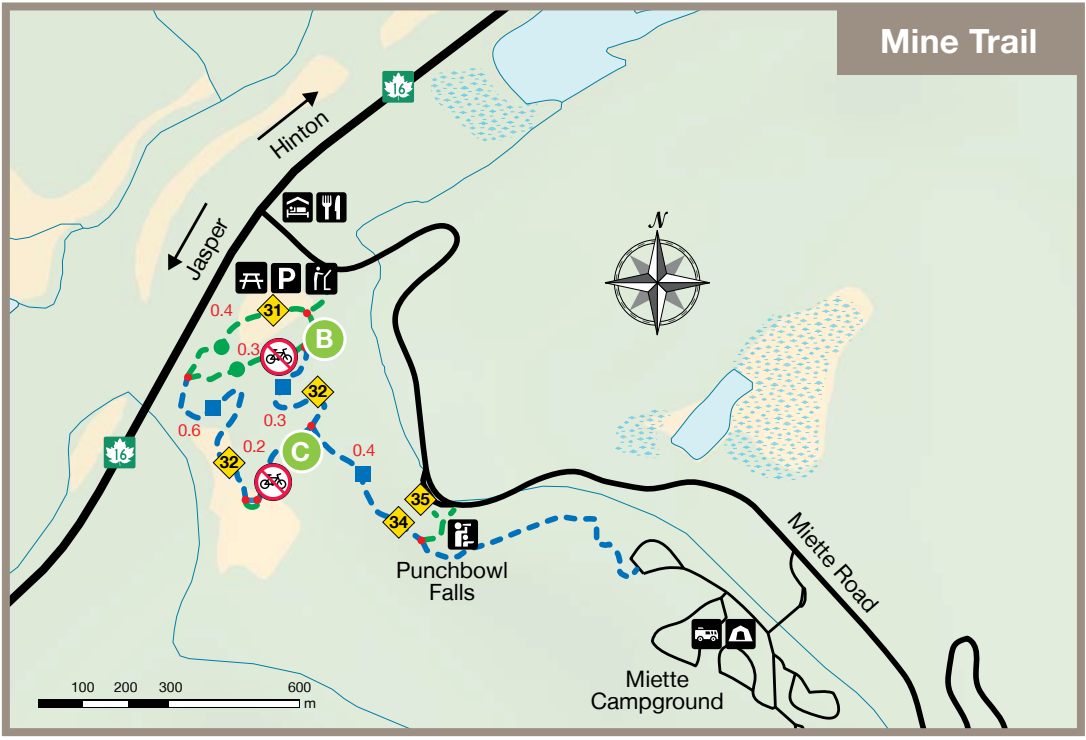 Mine Trail
16
Hinton
Jasper
N
P
0.4
31
B
0.3
32
0.3
0.6
0.2
C
0.4
32
16
35
34
Punchbowl
Falls
Miette Road
Miette
Campground
100 200 300 600
m